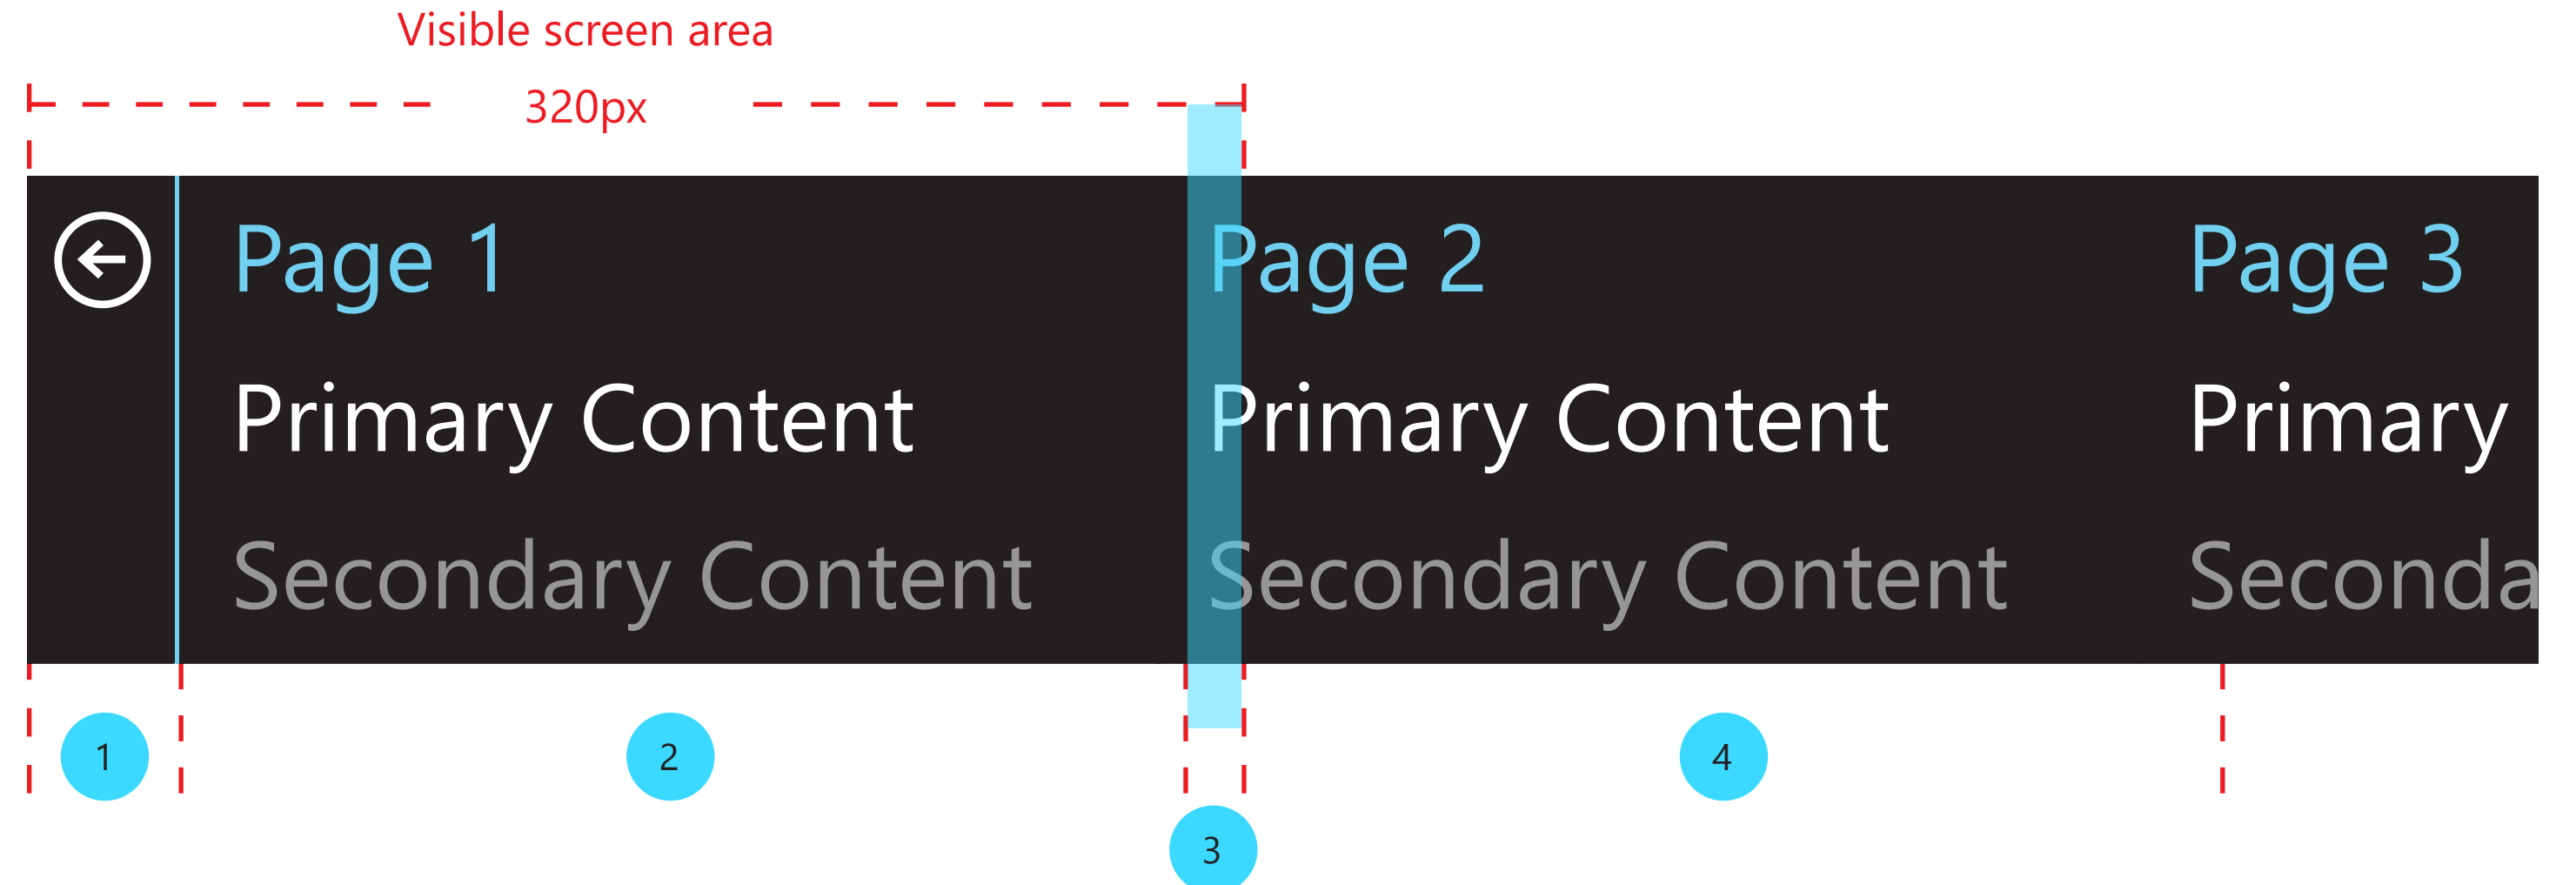 Visible screen area
320px
Page 1
Page 2
Page 3
Primary Content
Primary Content
Primary
Secondary Content
Secondary Content
Seconda
1
2
4
3